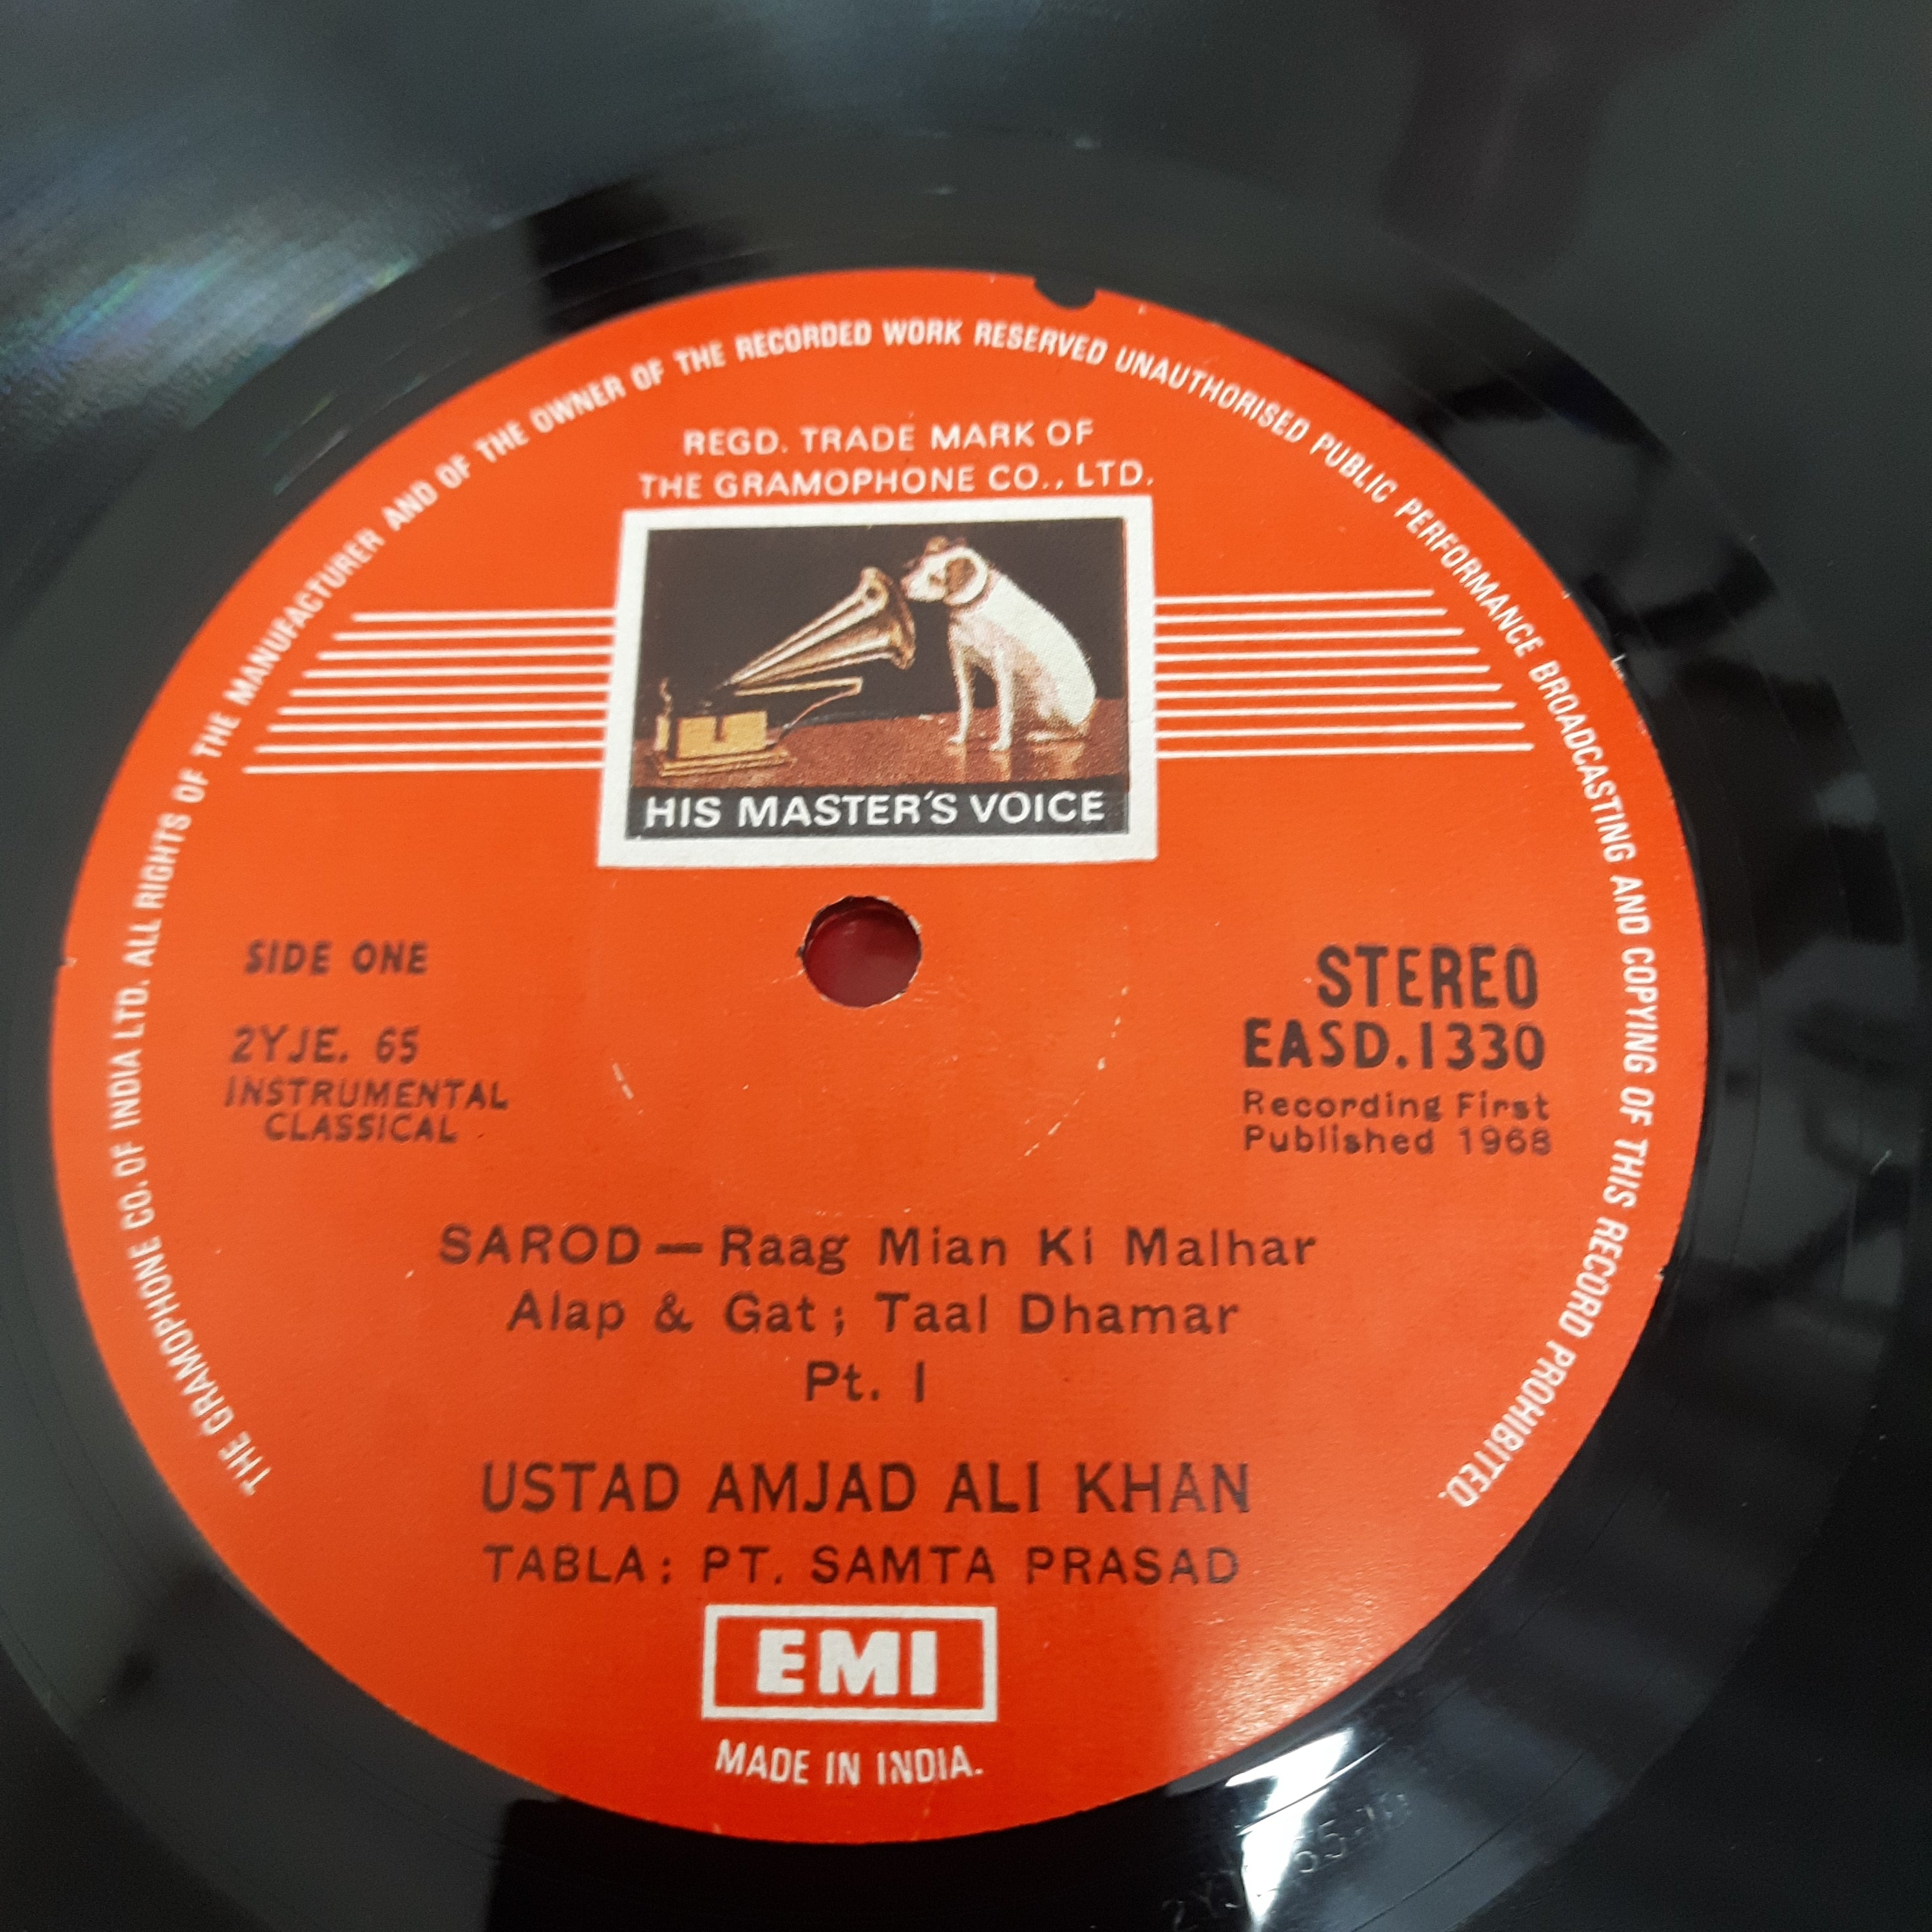 THE GRAMOPHONE CO. OF INDIA LTD. ALL RIGHTS OF THE MANUFACTURER AND OF THE OWNER OF THE RECORDED WORK RESERVED UNAUTHORISED PUBLIC PERFORMANCE BROADCASTING AND COPYING OF THIS RECORD PROHIBITED.
REGD. TRADE MARK OF
THE GRAMOPHONE CO., LTD.
HIS MASTER'S VOICE
SIDE ONE
2YJE. 65
INSTRUMENTAL
CLASSICAL
STEREO
EASD.1330
Recording First
Published 1968
SAROD — Raag Mian Ki Malhar
Alap & Gat ; Taal Dhamar
Pt. I
USTAD AMJAD ALI KHAN
TABLA : PT. SAMTA PRASAD
EMI
MADE IN INDIA.